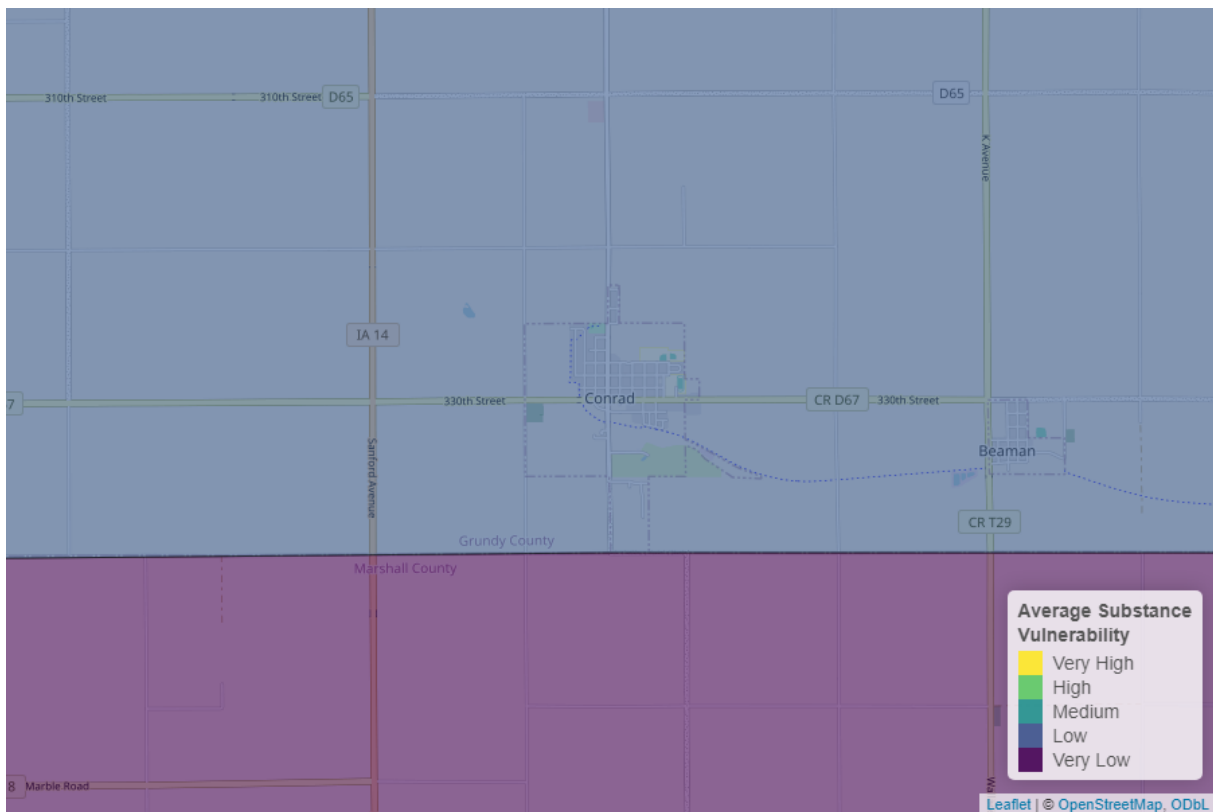 310th Street
310th Street
D65
D65
K Avenue
IA 14
7
330th Street
Conrad
CR D67
330th Street
Beaman
Sanford Avenue
CR T29
Grundy County
Marshall County
Average Substance
Vulnerability
Very High
High
Medium
Low
Very Low
8
Marble Road
Wa
Leaflet | © OpenStreetMap, ODbL